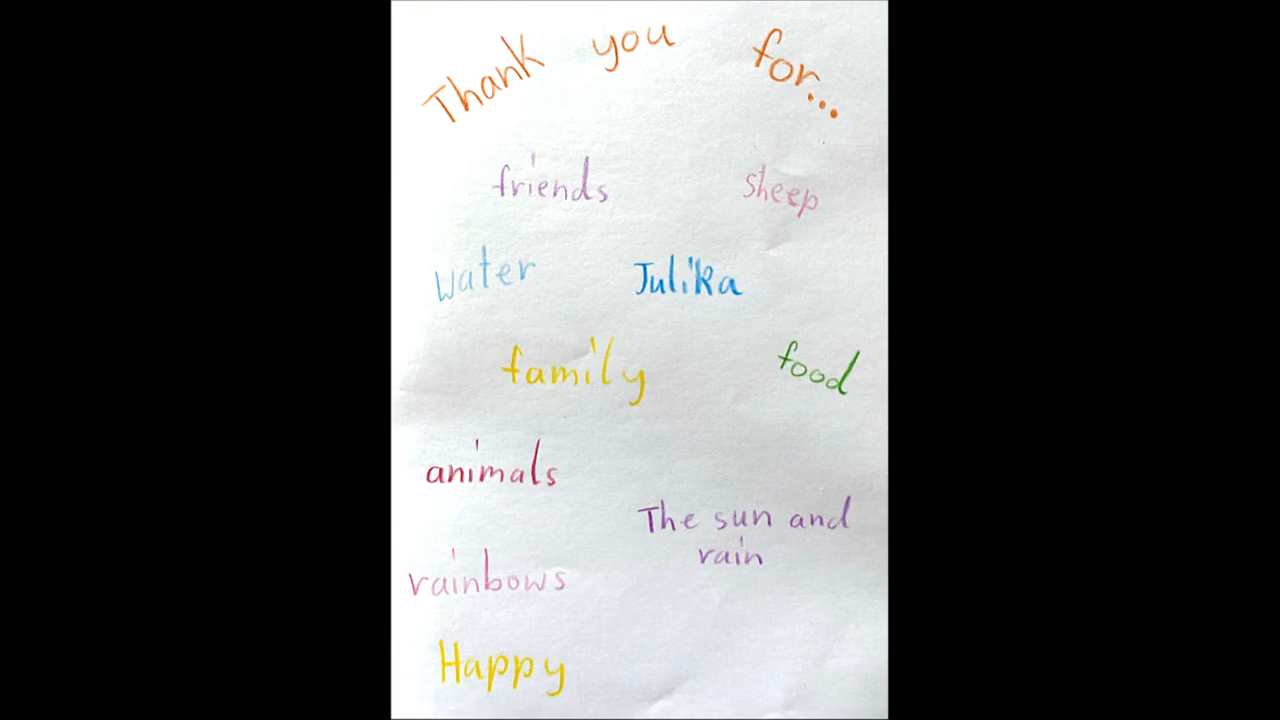 Thank you for...
friends sheep
water Julika
family food
animals
The sun and
rain
rainbows
Happy